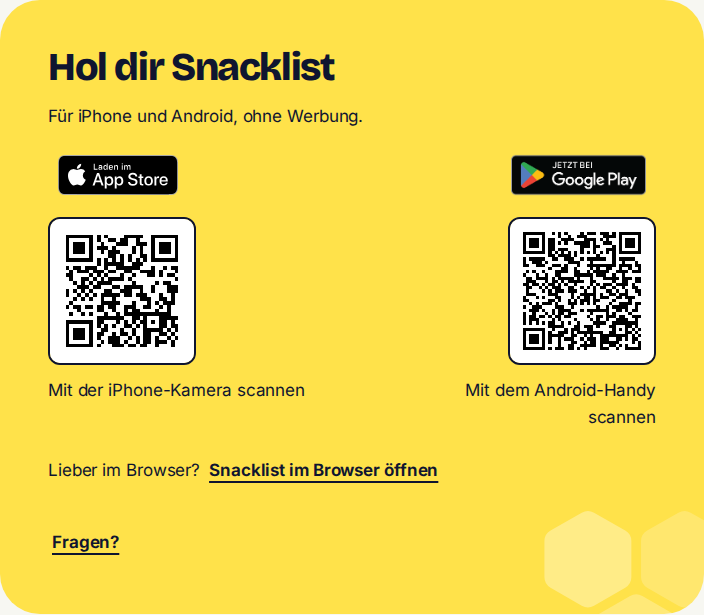 Hol dir Snacklist
Für iPhone und Android, ohne Werbung.
Laden im
App Store
JETZT BEI
Google Play
Mit der iPhone-Kamera scannen
Mit dem Android-Handy
scannen
Lieber im Browser? Snacklist im Browser öffnen
Fragen?